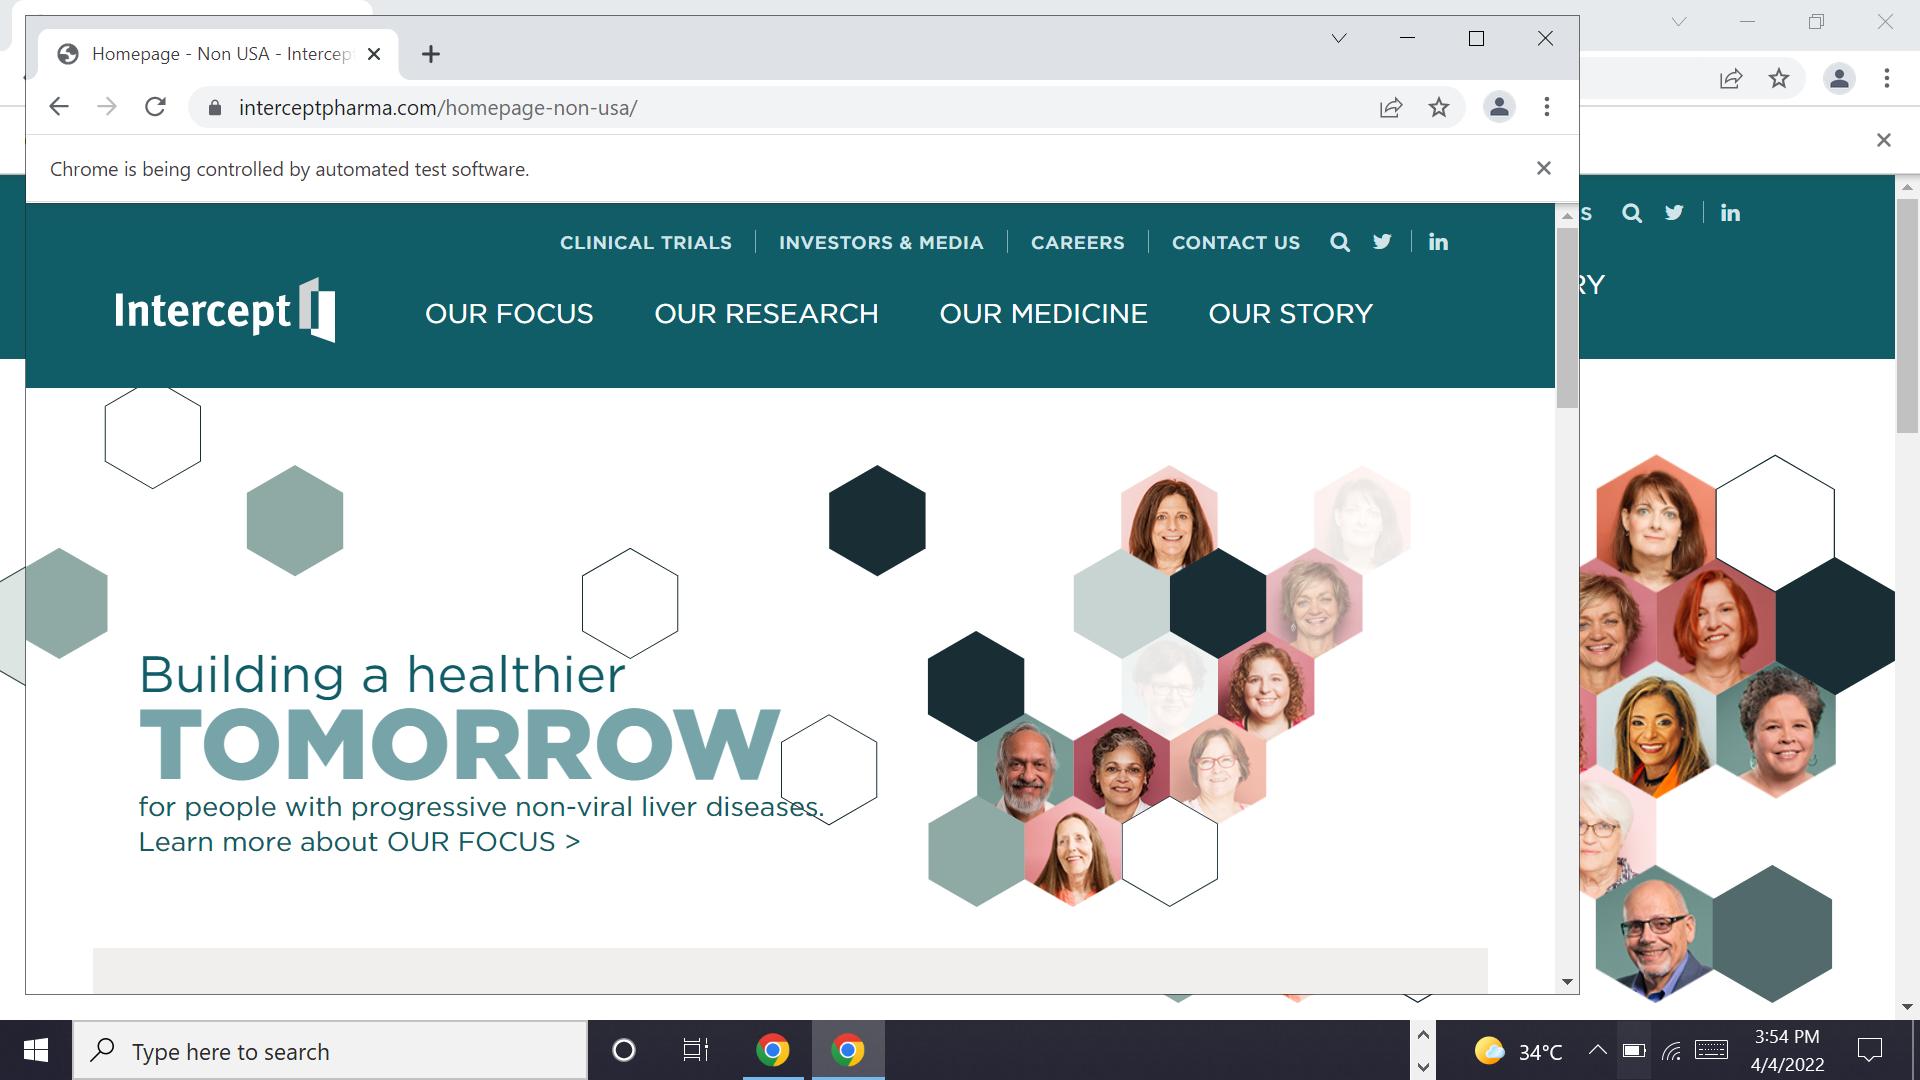 Homepage - Non USA - Intercep
interceptpharma.com/homepage-non-usa/
Chrome is being controlled by automated test software.
CLINICAL TRIALS
INVESTORS & MEDIA
CAREERS
CONTACT US
in
S
in
Intercept
OUR FOCUS
OUR RESEARCH
OUR MEDICINE
OUR STORY
RY
Building a healthier
TOMORROW
for people with progressive non-viral liver diseases.
Learn more about OUR FOCUS >
Type here to search
34°C
3:54 PM
4/4/2022